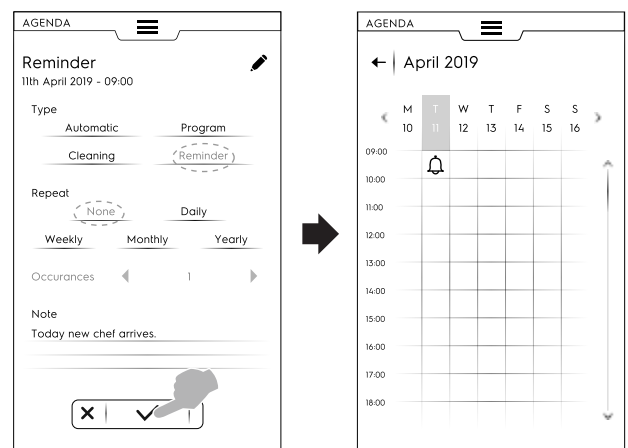 AGENDA
Reminder
11th April 2019 - 09:00
Type
Automatic Program
Cleaning Reminder
Repeat
None Daily
Weekly Monthly Yearly
Occurances 1
Note
Today new chef arrives.
AGENDA
April 2019
M T W T F S S
10 11 12 13 14 15 16
09:00
10:00
11:00
12:00
13:00
14:00
15:00
16:00
17:00
18:00